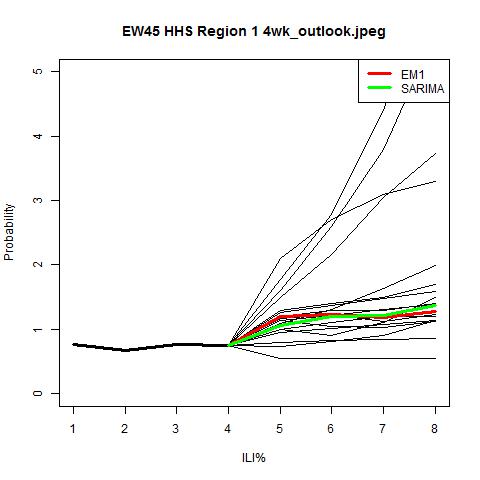 EW45 HHS Region 1 4wk_outlook.jpeg
EM1
SARIMA
5
4
3
2
1
0
Probability
1 2 3 4 5 6 7 8
ILI%